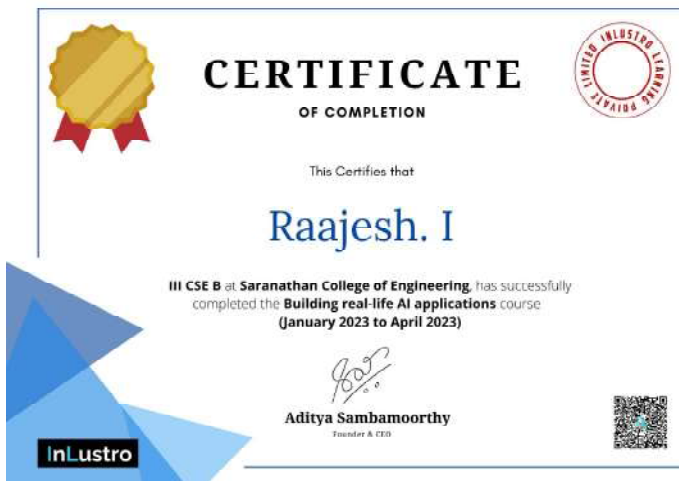 CERTIFICATE
OF COMPLETION
INLUSTRO LEARNING PRIVATE LIMITED
This Certifies that
Raajesh. I
III CSE B at Saranathan College of Engineering, has successfully
completed the Building real-life AI applications course
(January 2023 to April 2023)
Aditya Sambamoorthy
Founder & CEO
InLustro